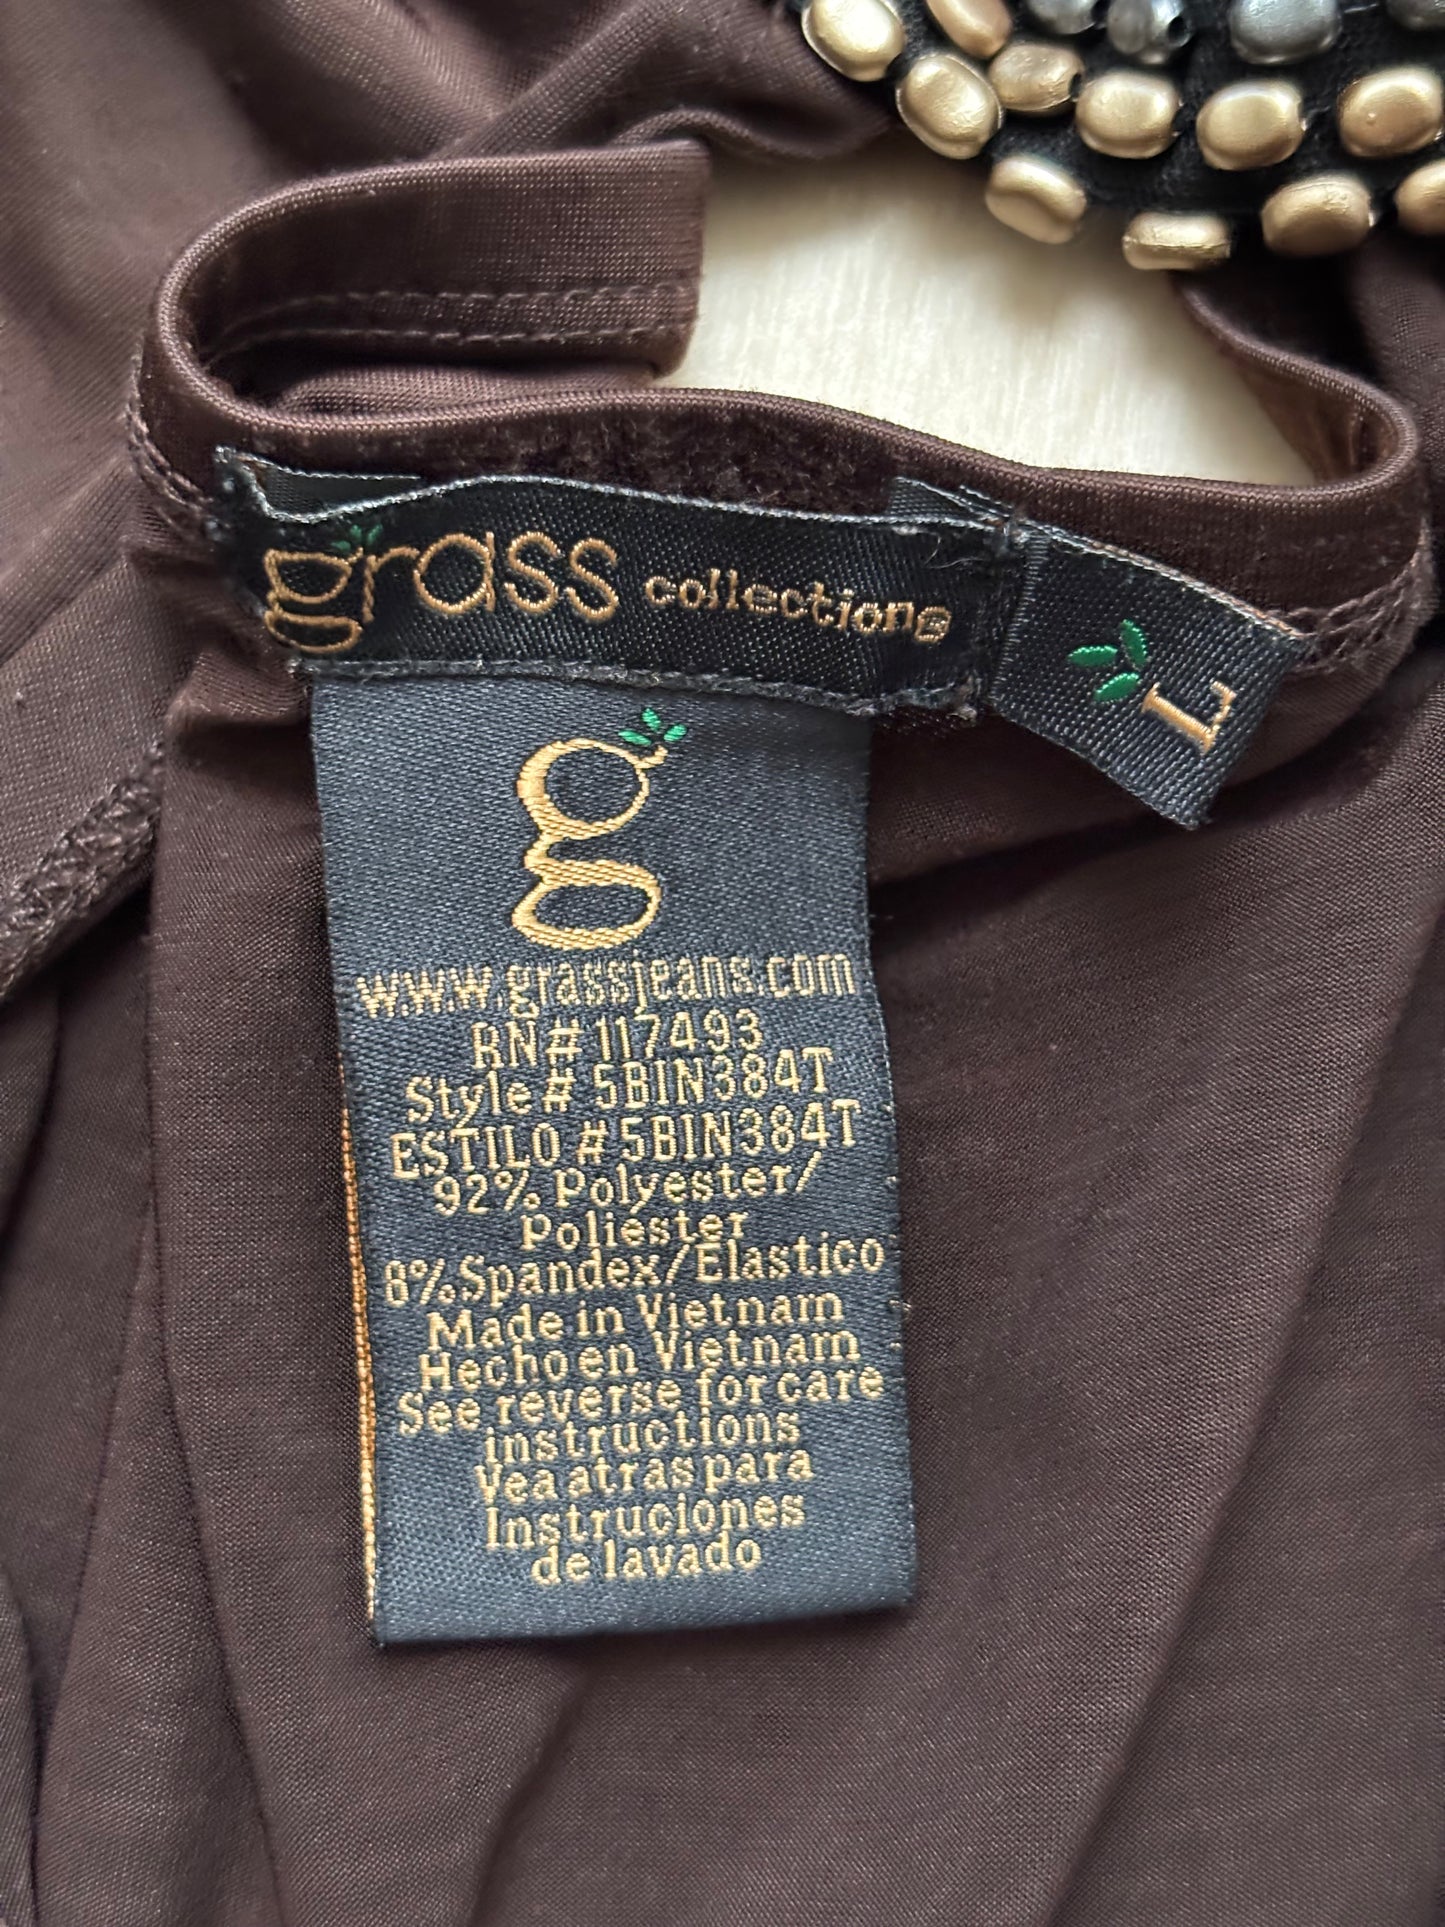 grass collections
L
g
www.grassjeans.com
RN# 117493
Style# 5BIN384T
ESTILO #5BIN384T
92% Polyester/
Poliester
8% Spandex/Elastico
Made in Vietnam
Hecho en Vietnam
See reverse for care
instructions
Vea atras para
Instruciones
de lavado